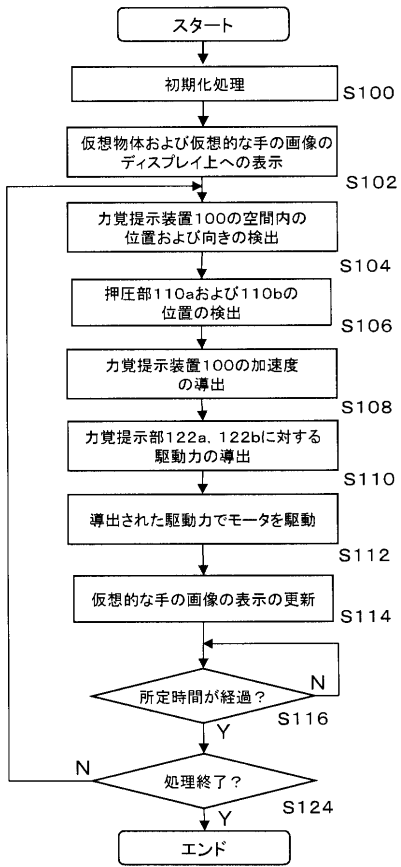 スタート
初期化処理
S100
仮想物体および仮想的な手の画像の
ディスプレイ上への表示
S102
力覚提示装置100の空間内の
位置および向きの検出
S104
押圧部110aおよび110bの
位置の検出
S106
力覚提示装置100の加速度
の導出
S108
力覚提示部122a、122bに対する
駆動力の導出
S110
導出された駆動力でモータを駆動
S112
仮想的な手の画像の表示の更新
S114
所定時間が経過？
N
S116
Y
N
処理終了？
S124
Y
エンド